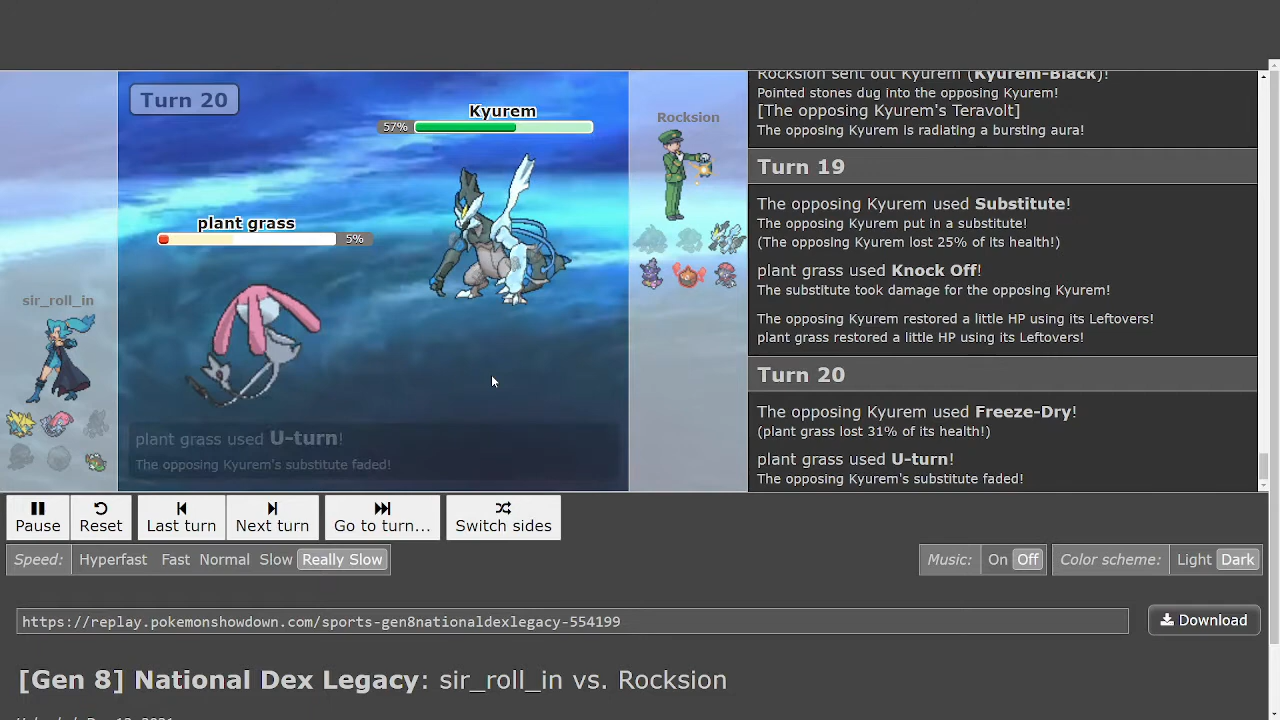 Turn 20
Kyurem
57%
plant grass
5%
plant grass used U-turn!
The opposing Kyurem's substitute faded!
sir_roll_in
Rocksion
Rocksion sent out Kyurem (Kyurem-Black)!
Pointed stones dug into the opposing Kyurem!
[The opposing Kyurem's Teravolt]
The opposing Kyurem is radiating a bursting aura!
Turn 19
The opposing Kyurem used Substitute!
The opposing Kyurem put in a substitute!
(The opposing Kyurem lost 25% of its health!)
plant grass used Knock Off!
The substitute took damage for the opposing Kyurem!
The opposing Kyurem restored a little HP using its Leftovers!
plant grass restored a little HP using its Leftovers!
Turn 20
The opposing Kyurem used Freeze-Dry!
(plant grass lost 31% of its health!)
plant grass used U-turn!
The opposing Kyurem's substitute faded!
Pause Reset Last turn Next turn Go to turn... Switch sides
Speed: Hyperfast Fast Normal Slow Really Slow Music: On Off Color scheme: Light Dark
https://replay.pokemonshowdown.com/sports-gen8nationaldexlegacy-554199 Download
[Gen 8] National Dex Legacy: sir_roll_in vs. Rocksion